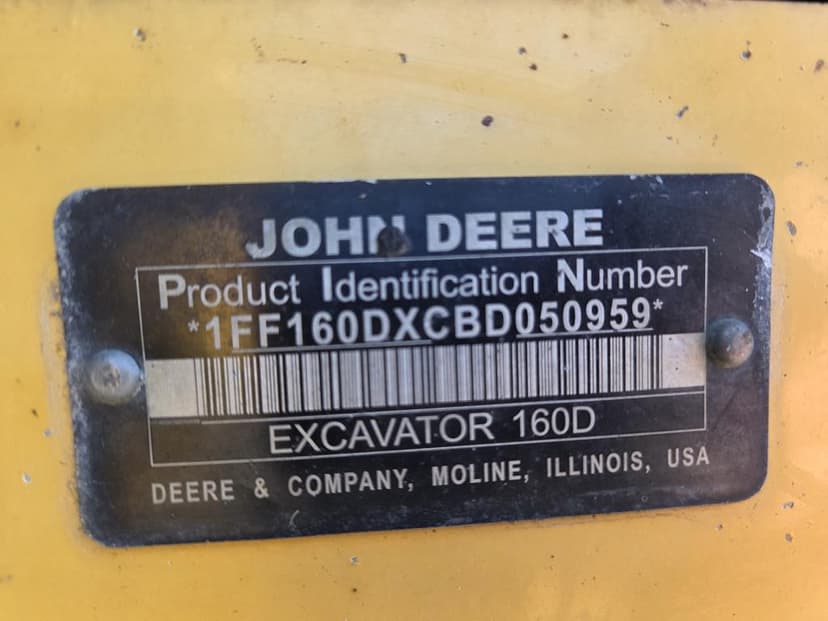 JOHN DEERE
Product Identification Number
*1FF160DXCBD050959*
EXCAVATOR 160D
DEERE & COMPANY, MOLINE, ILLINOIS, USA